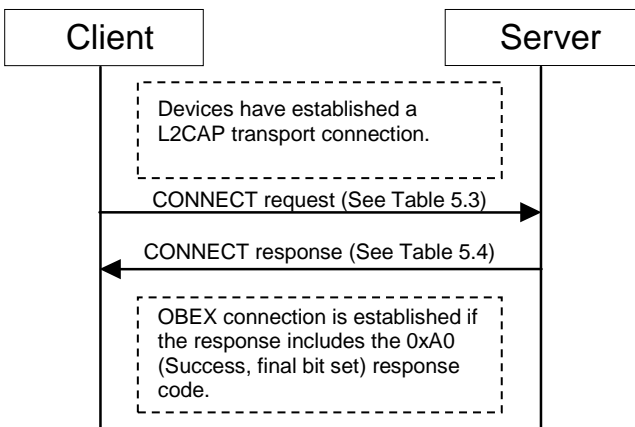 Client
Server
Devices have established a
L2CAP transport connection.
CONNECT request (See Table 5.3)
CONNECT response (See Table 5.4)
OBEX connection is established if
the response includes the 0xA0
(Success, final bit set) response
code.